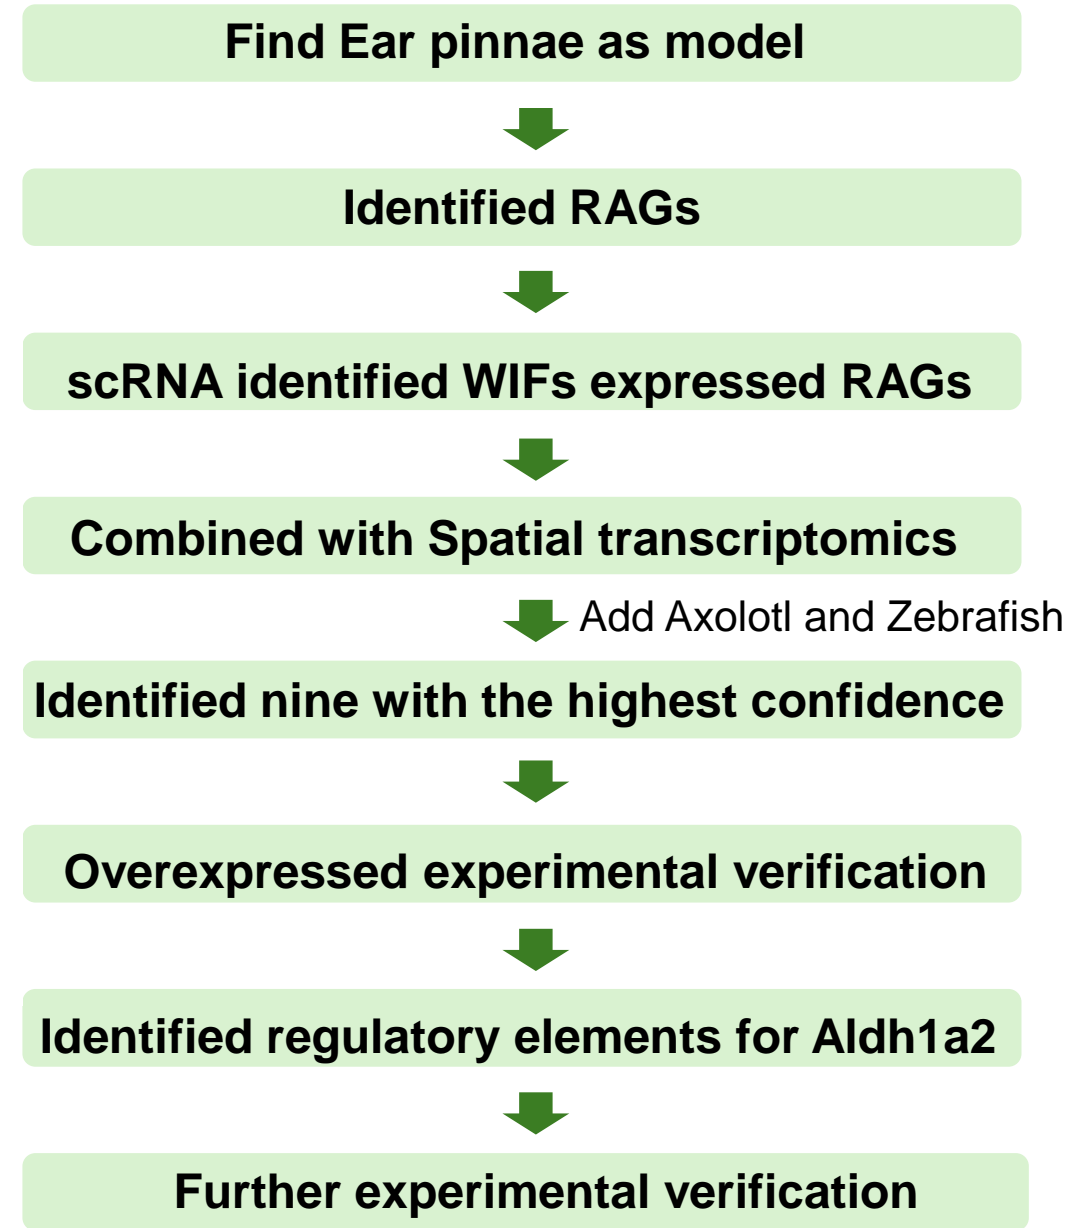 Find Ear pinnae as model
Identified RAGs
scRNA identified WIFs expressed RAGs
Combined with Spatial transcriptomics
Add Axolotl and Zebrafish
Identified nine with the highest confidence
Overexpressed experimental verification
Identified regulatory elements for Aldh1a2
Further experimental verification